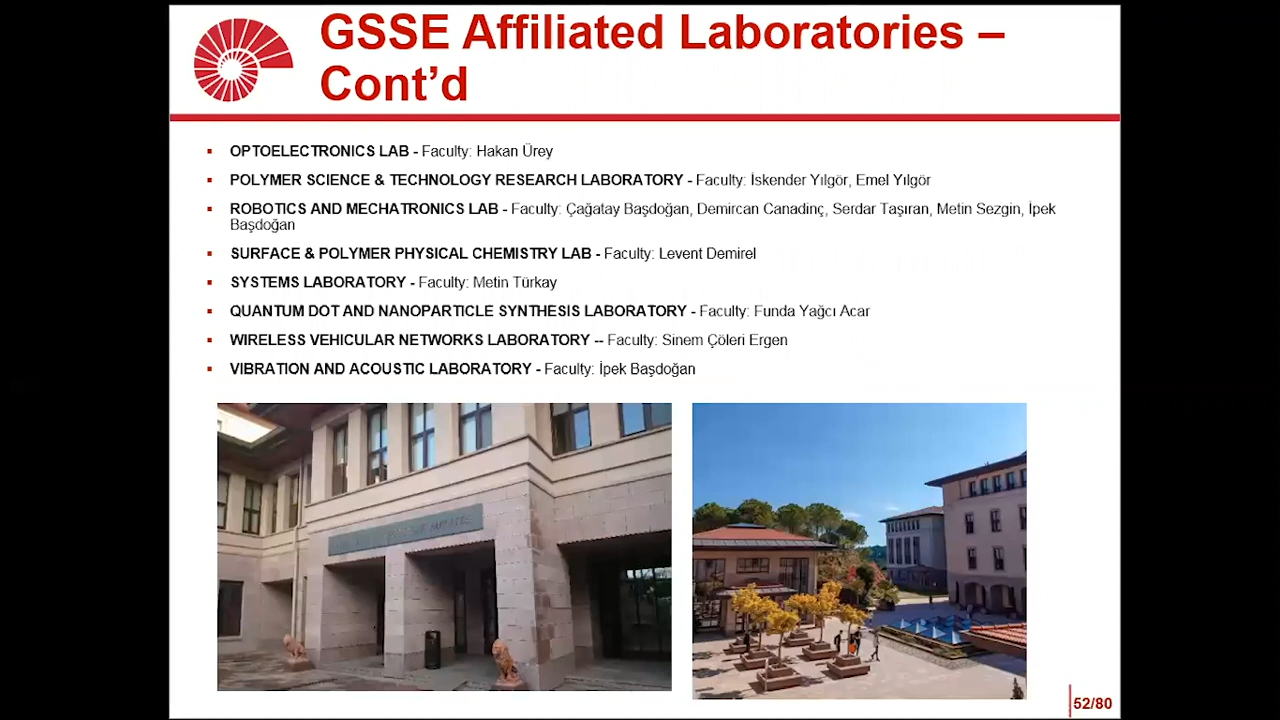 GSSE Affiliated Laboratories –
Cont’d
OPTOELECTRONICS LAB - Faculty: Hakan Ürey
POLYMER SCIENCE & TECHNOLOGY RESEARCH LABORATORY - Faculty: İskender Yılgör, Emel Yılgör
ROBOTICS AND MECHATRONICS LAB - Faculty: Çağatay Başdoğan, Demircan Canadinç, Serdar Taşıran, Metin Sezgin, İpek
Başdoğan
SURFACE & POLYMER PHYSICAL CHEMISTRY LAB - Faculty: Levent Demirel
SYSTEMS LABORATORY - Faculty: Metin Türkay
QUANTUM DOT AND NANOPARTICLE SYNTHESIS LABORATORY - Faculty: Funda Yağcı Acar
WIRELESS VEHICULAR NETWORKS LABORATORY -- Faculty: Sinem Çöleri Ergen
VIBRATION AND ACOUSTIC LABORATORY - Faculty: İpek Başdoğan
52/80